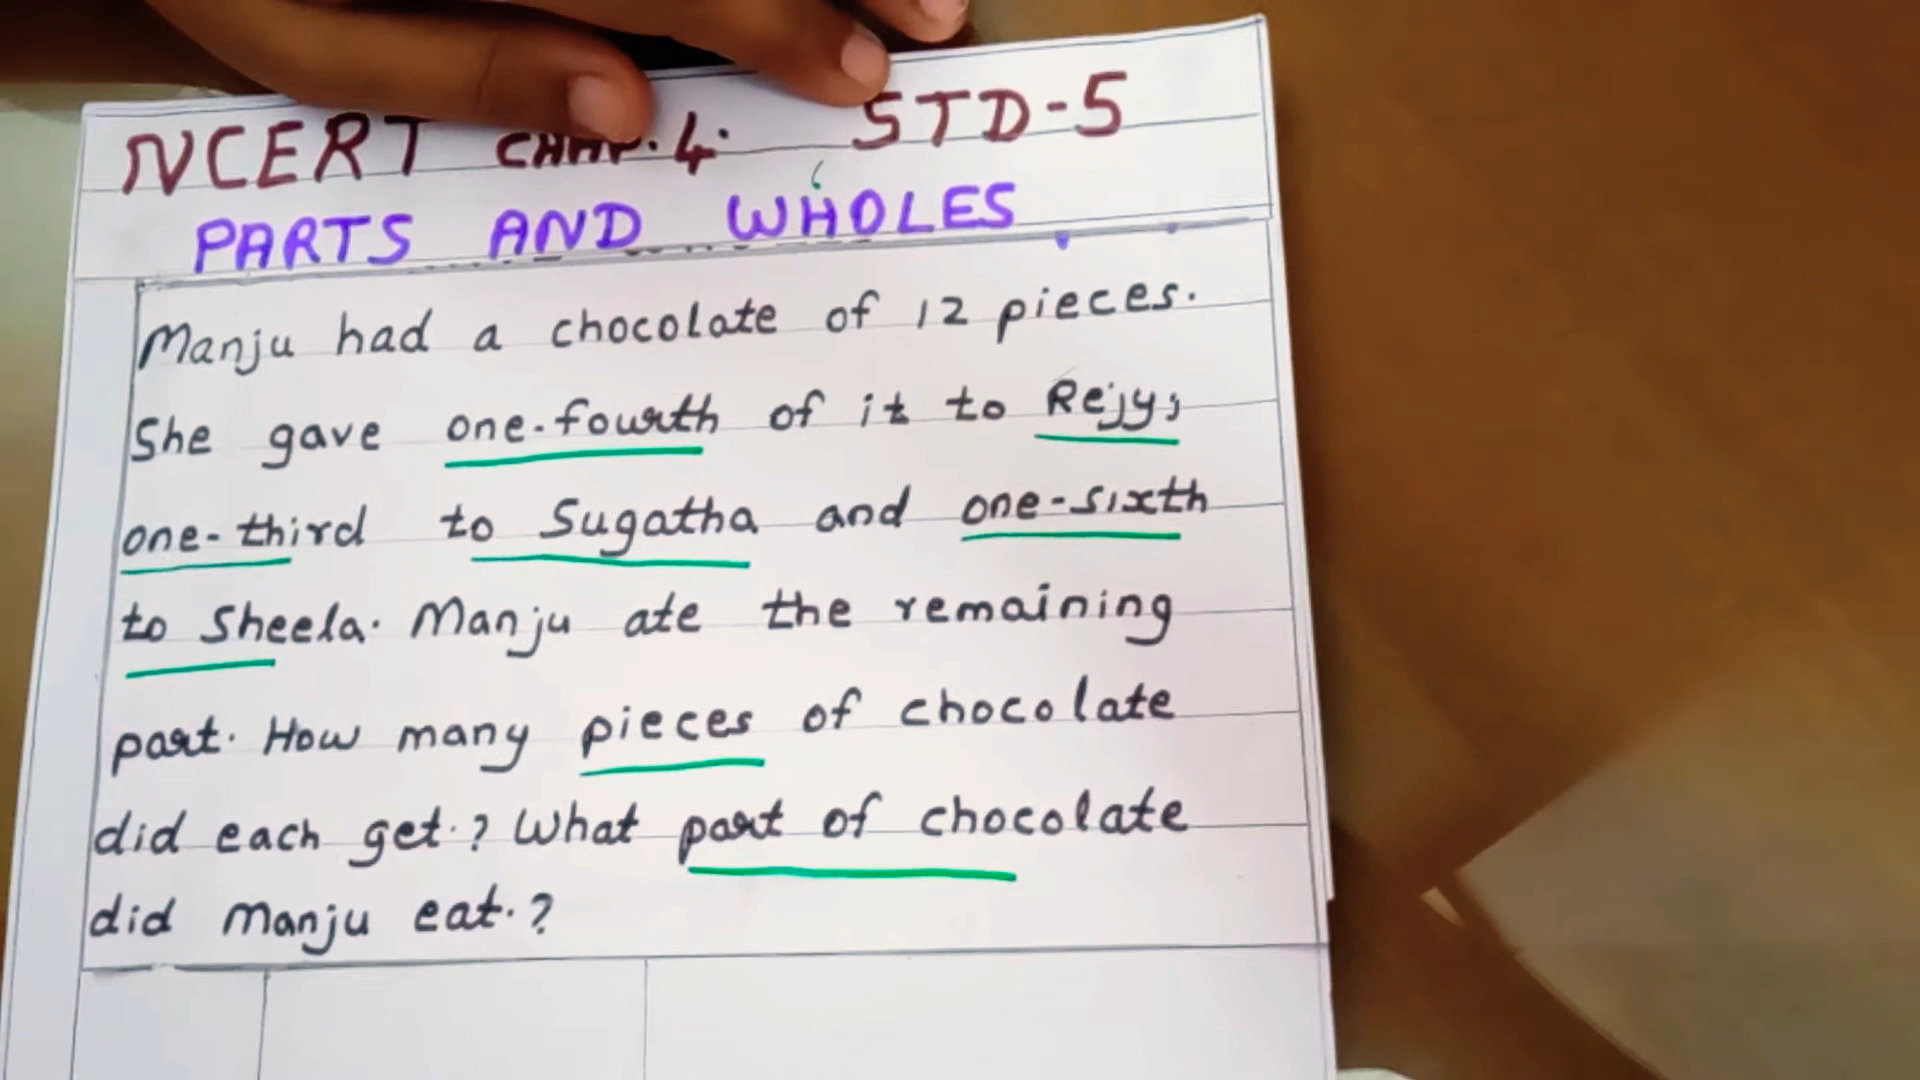 NCERT CHAP. 4. STD-5
PARTS AND WHOLES
Manju had a chocolate of 12 pieces.
She gave one-fourth of it to Rejy,
one-third to Sugatha and one-sixth
to Sheela. Manju ate the remaining
part. How many pieces of chocolate
did each get.? What part of chocolate
did Manju eat.?